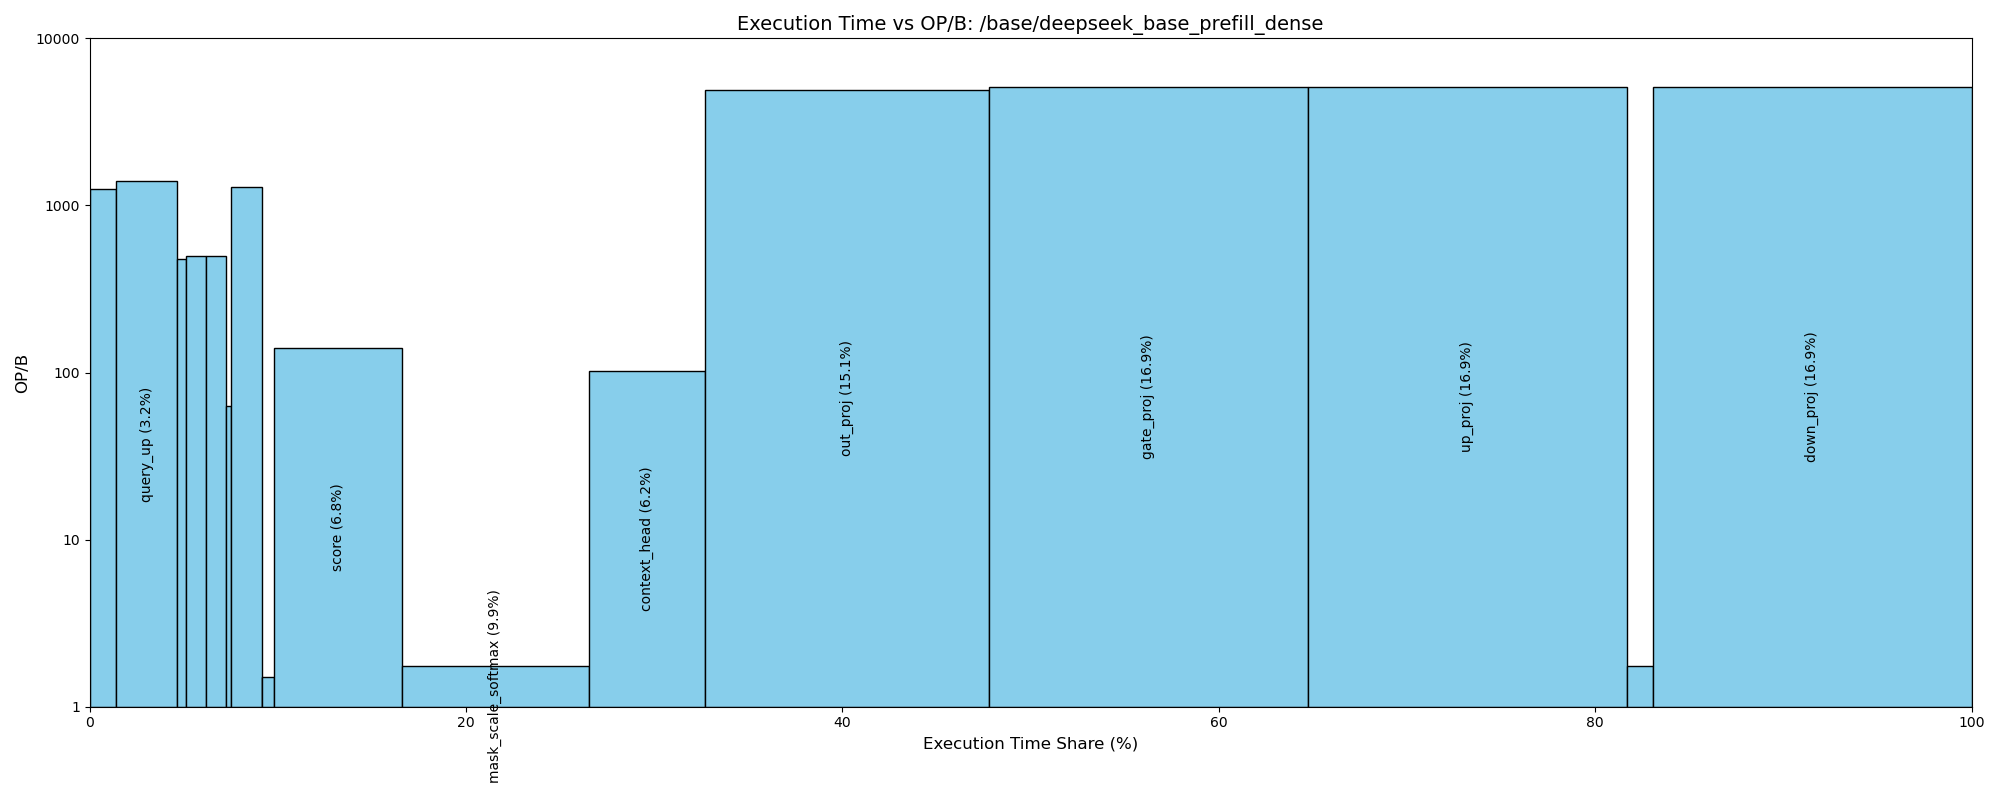 Execution Time vs OP/B: /base/deepseek_base_prefill_dense
OP/B
10000
1000
100
10
1
query_up (3.2%)
score (6.8%)
mask_scale_softmax (9.9%)
context_head (6.2%)
out_proj (15.1%)
gate_proj (16.9%)
up_proj (16.9%)
down_proj (16.9%)
0
20
40
60
80
100
Execution Time Share (%)